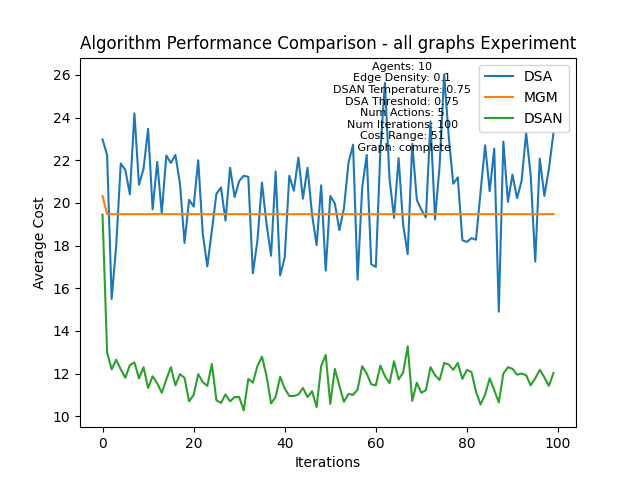 Algorithm Performance Comparison - all graphs Experiment
Agents: 10
Edge Density: 0.1
DSAN Temperature: 0.75
DSA Threshold: 0.75
Num Actions: 5
Num Iterations: 100
Cost Range: 51
Graph: complete
DSA
MGM
DSAN
Average Cost
26
24
22
20
18
16
14
12
10
0
20
40
60
80
100
Iterations